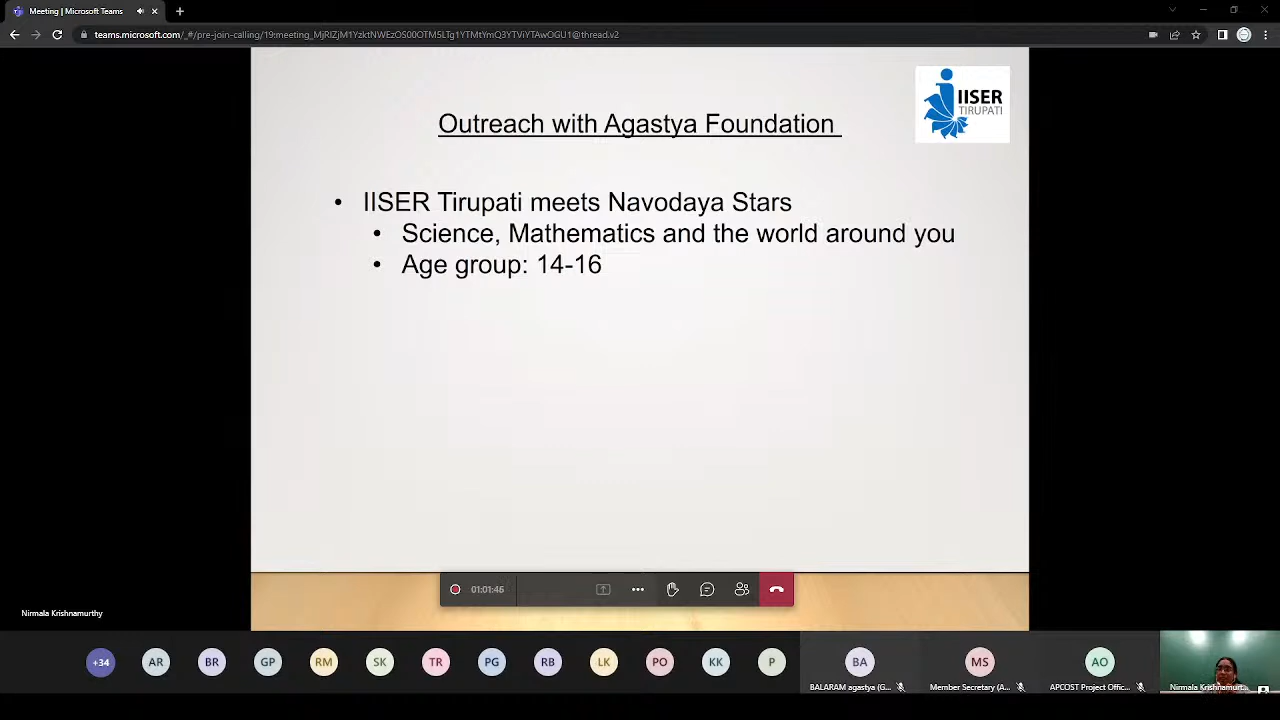 Meeting | Microsoft Teams
teams.microsoft.com/_#/pre-join-calling/19:meeting_MjRlZjM1YzktNWEzOS00OTM5LTg1YTMtYmQ3YTViYTAwOGU1@thread.v2
IISER
TIRUPATI
Outreach with Agastya Foundation
• IISER Tirupati meets Navodaya Stars
• Science, Mathematics and the world around you
• Age group: 14-16
01:01:46
Nirmala Krishnamurthy
+34 AR BR GP RM SK TR PG RB LK PO KK P BA MS AO
BALARAM agastya (G... Member Secretary (A... APCOST Project Offic... Nirmala Krishnamurt...